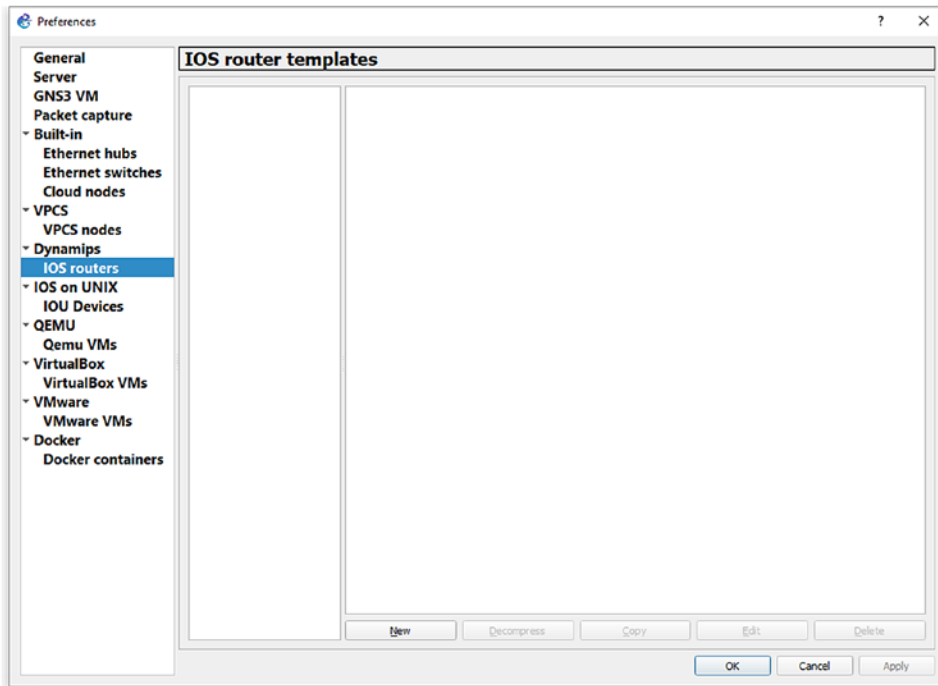 Preferences
?
General
Server
GNS3 VM
Packet capture
Built-in
Ethernet hubs
Ethernet switches
Cloud nodes
VPCS
VPCS nodes
Dynamips
IOS routers
IOS on UNIX
IOU Devices
QEMU
Qemu VMs
VirtualBox
VirtualBox VMs
VMware
VMware VMs
Docker
Docker containers
IOS router templates
New Decompress Copy Edit Delete
OK Cancel Apply